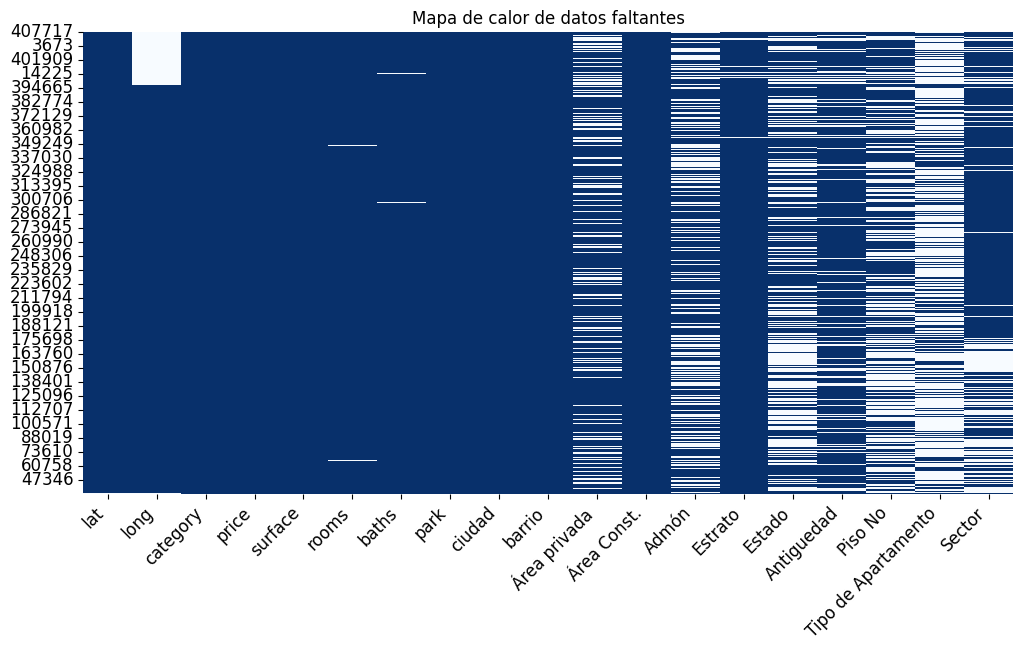 Mapa de calor de datos faltantes
407717
3673
401909
14225
394665
382774
372129
360982
349249
337030
324988
313395
300706
286821
273945
260990
248306
235829
223602
211794
199918
188121
175698
163760
150876
138401
125096
112707
100571
88019
73610
60758
47346
lat
long
category
price
surface
rooms
baths
park
ciudad
barrio
Área privada
Área Const.
Admón
Estrato
Estado
Antiguedad
Piso No
Tipo de Apartamento
Sector